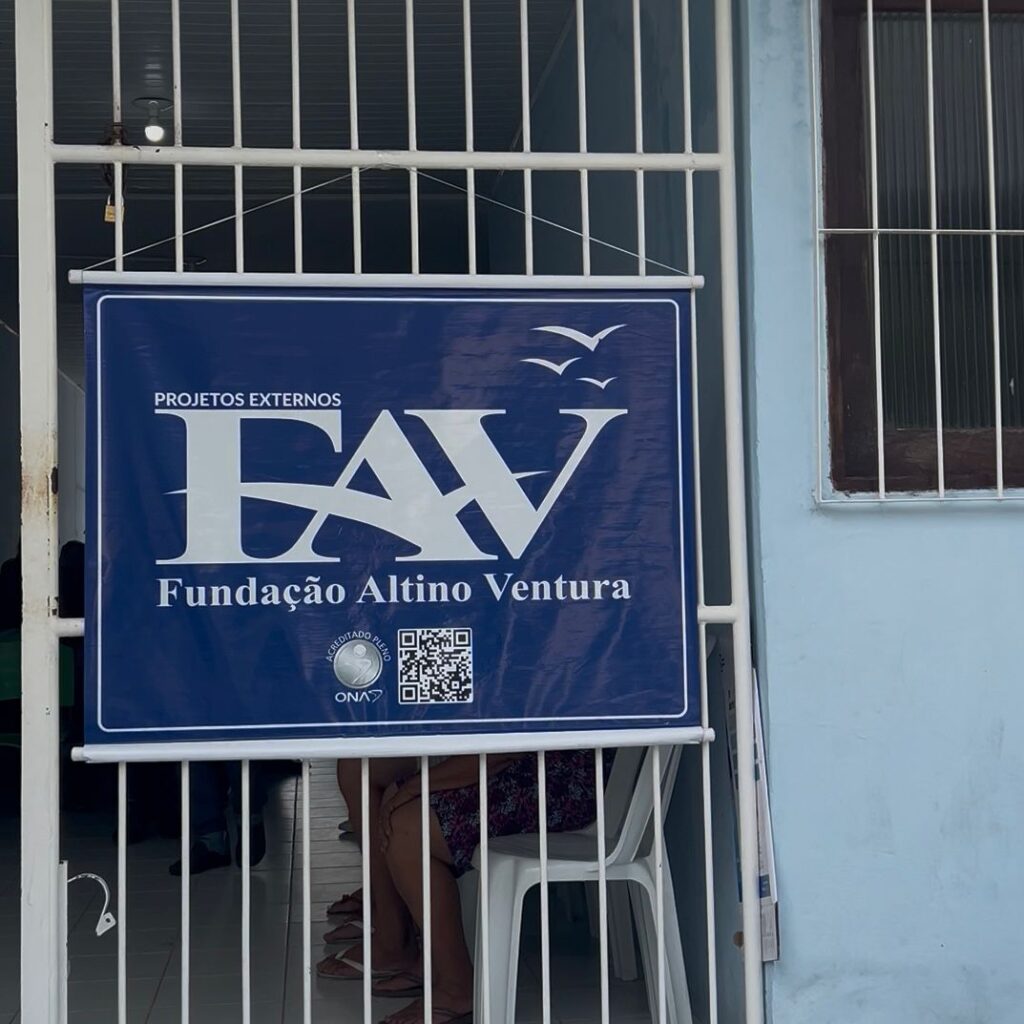 PROJETOS EXTERNOS
FAV
Fundação Altino Ventura
ACREDITADO PLENO
ONA